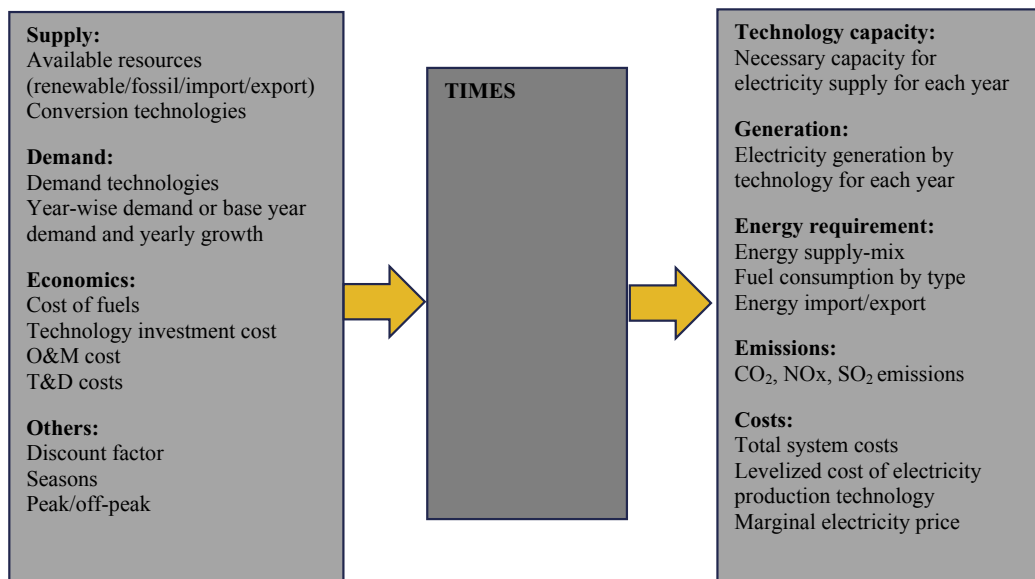 Supply:
Available resources
(renewable/fossil/import/export)
Conversion technologies
Demand:
Demand technologies
Year-wise demand or base year
demand and yearly growth
Economics:
Cost of fuels
Technology investment cost
O&M cost
T&D costs
Others:
Discount factor
Seasons
Peak/off-peak
TIMES
Technology capacity:
Necessary capacity for
electricity supply for each year
Generation:
Electricity generation by
technology for each year
Energy requirement:
Energy supply-mix
Fuel consumption by type
Energy import/export
Emissions:
CO₂, NOx, SO₂ emissions
Costs:
Total system costs
Levelized cost of electricity
production technology
Marginal electricity price